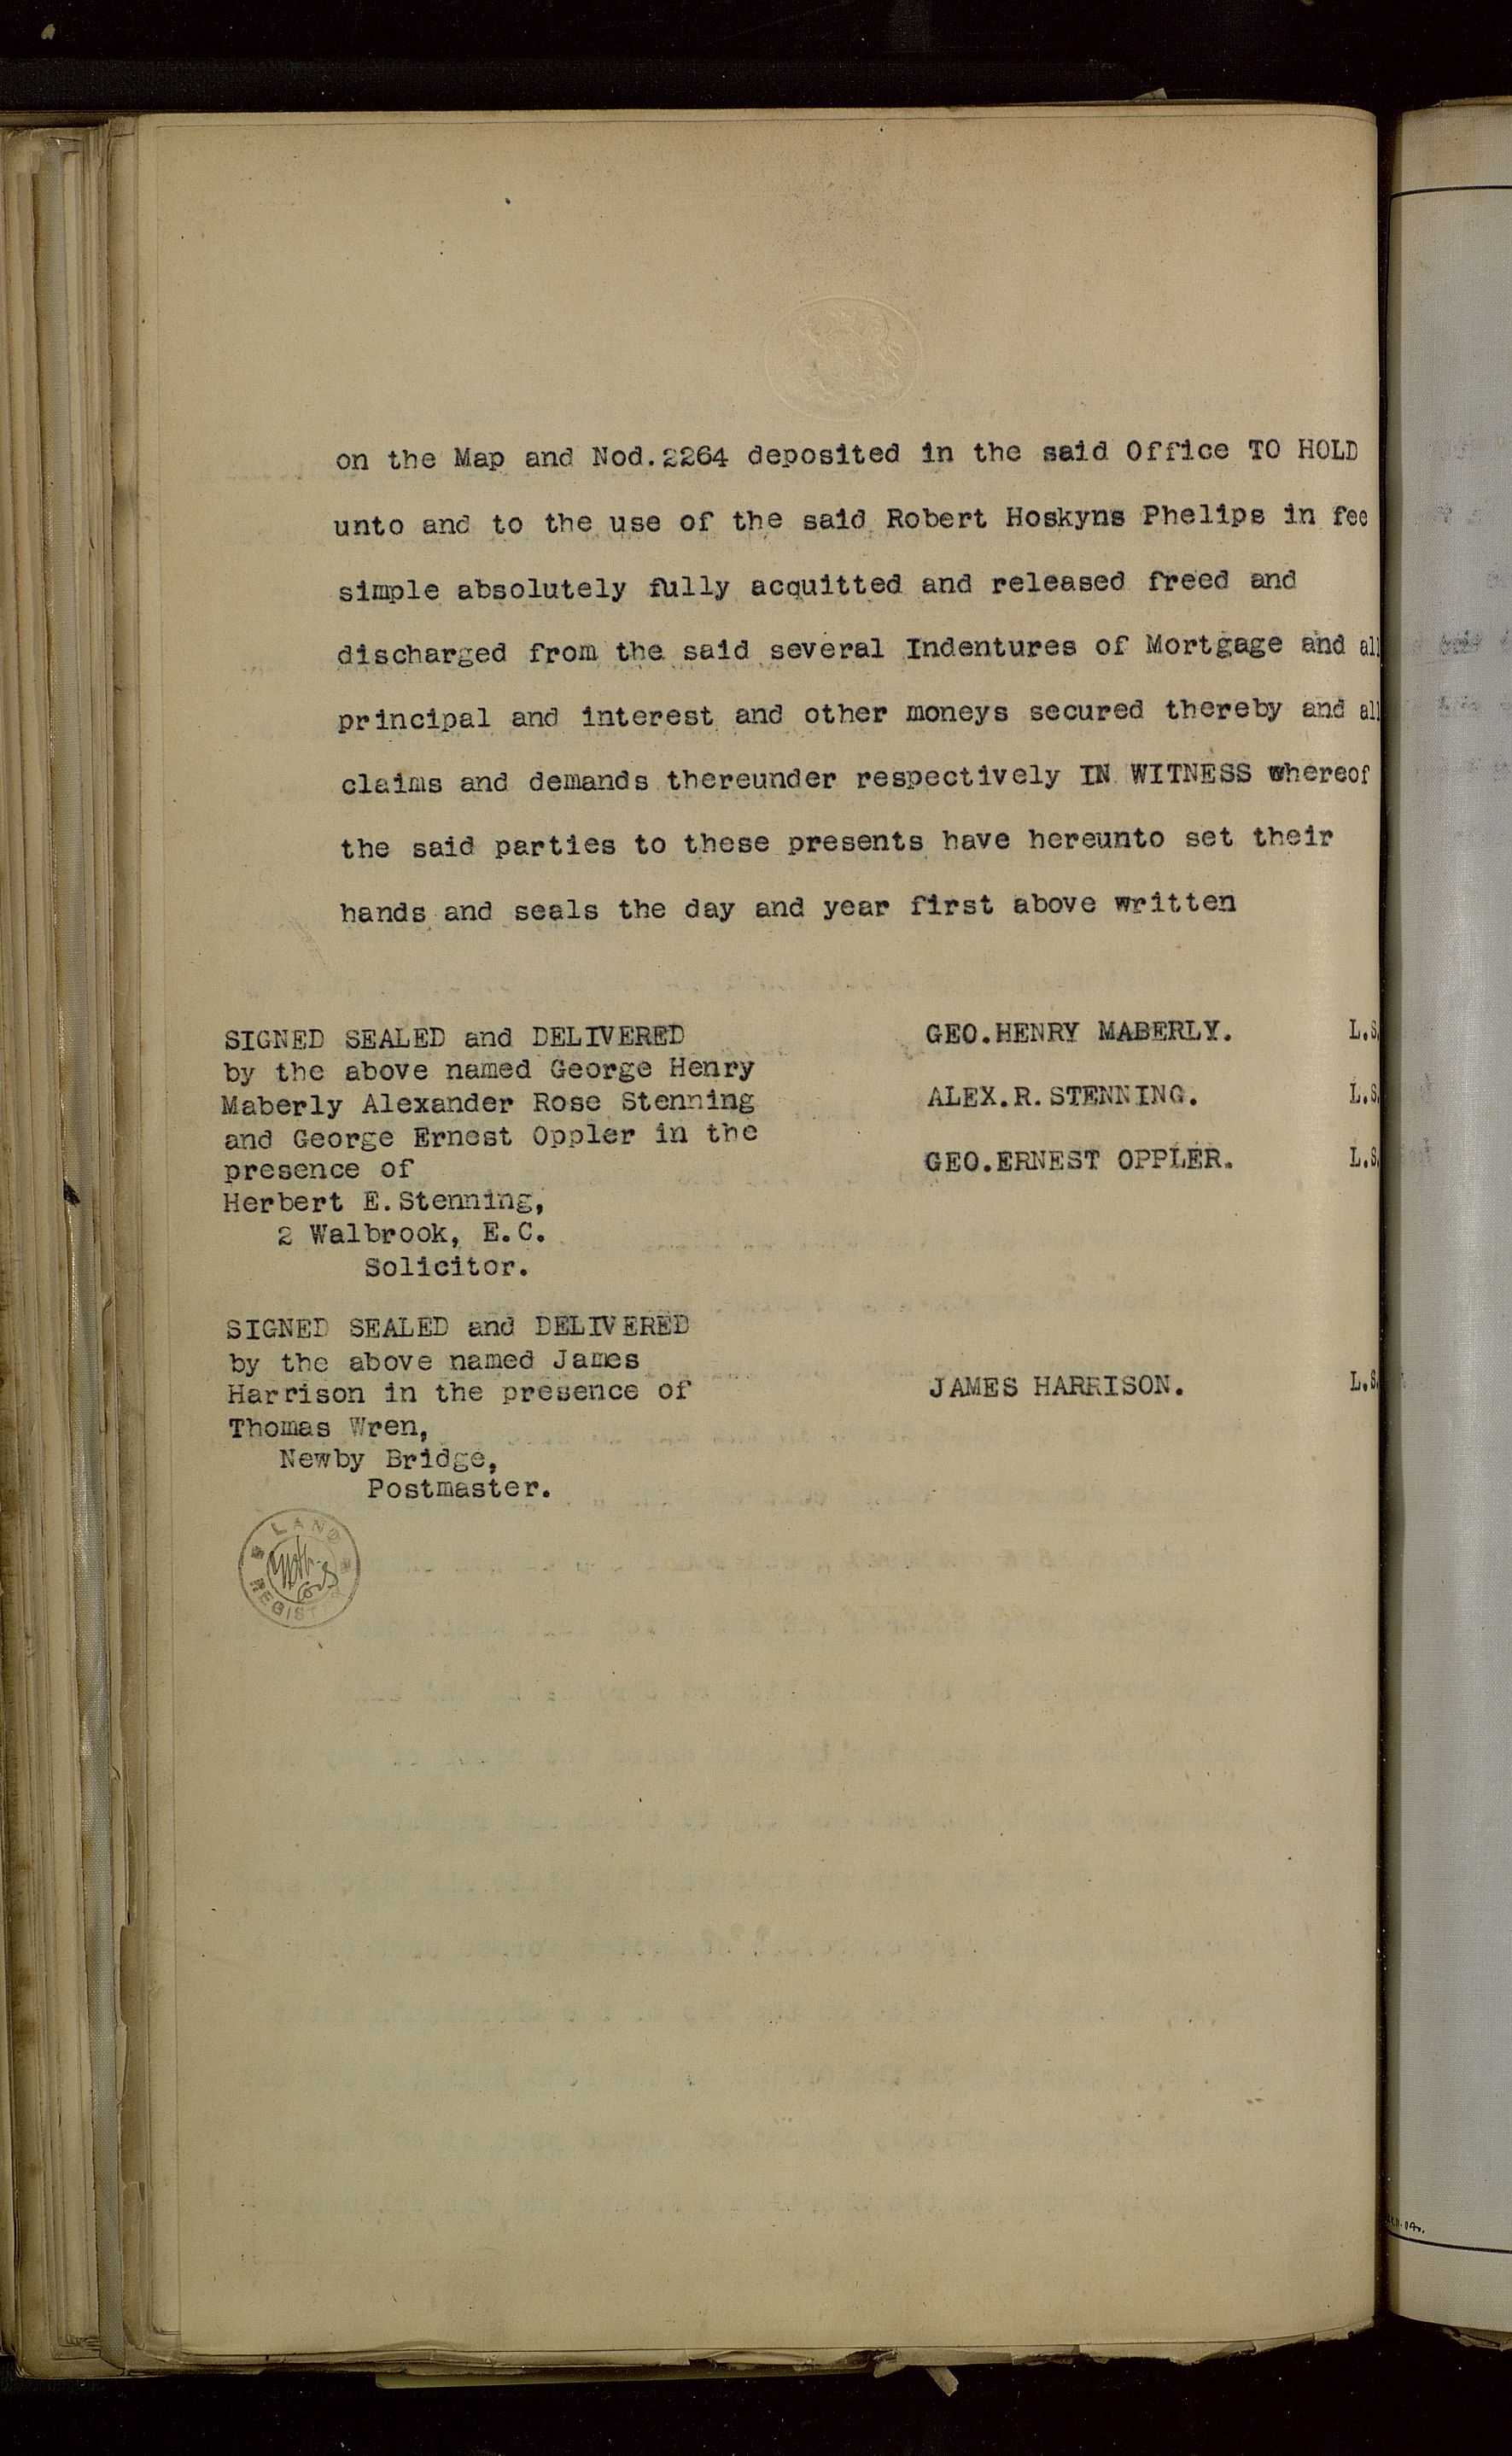 on the Map and Nod.2264 deposited in the said Office TO HOLD
unto and to the use of the said Robert Hoskyns Phelips in fee
simple absolutely fully acquitted and released freed and
discharged from the said several Indentures of Mortgage and all
principal and interest and other moneys secured thereby and all
claims and demands thereunder respectively IN WITNESS whereof
the said parties to these presents have hereunto set their
hands and seals the day and year first above written
SIGNED SEALED and DELIVERED
by the above named George Henry
Maberly Alexander Rose Stenning
and George Ernest Oppler in the
presence of
Herbert E.Stenning,
2 Walbrook, E.C.
Solicitor.
GEO.HENRY MABERLY. L.S.
ALEX.R.STENNING. L.S.
GEO.ERNEST OPPLER. L.S.
SIGNED SEALED and DELIVERED
by the above named James
Harrison in the presence of
Thomas Wren,
Newby Bridge,
Postmaster.
JAMES HARRISON. L.S.
LAND
REGISTRY